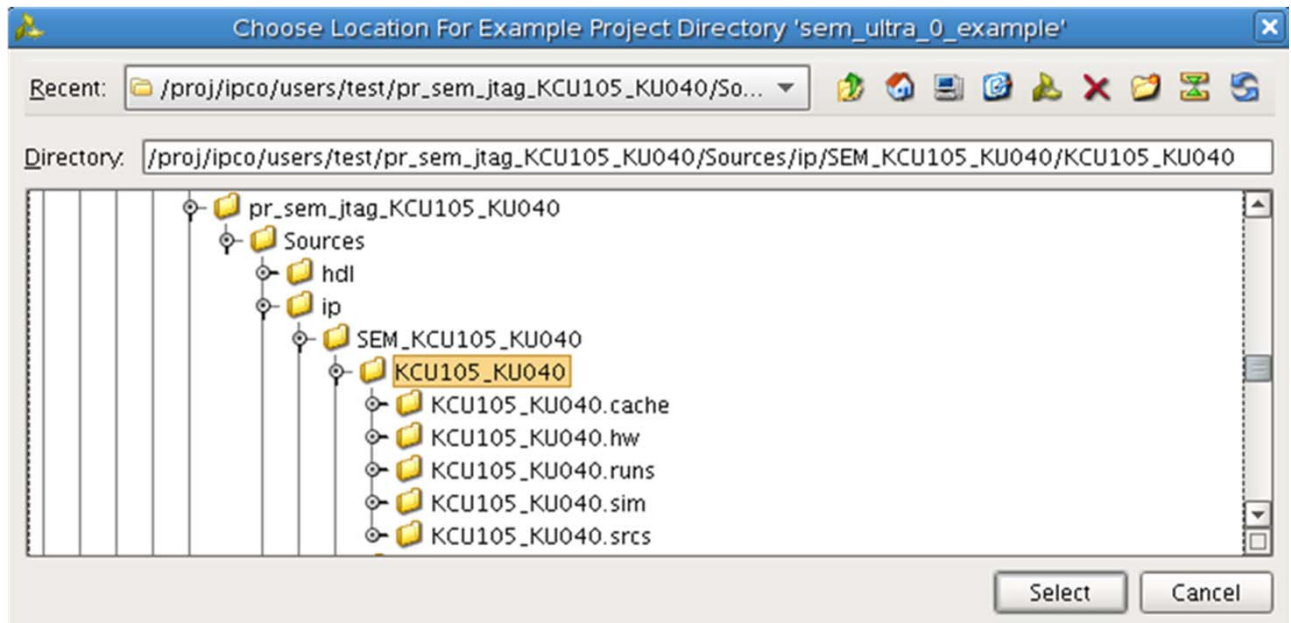 Choose Location For Example Project Directory 'sem_ultra_0_example'
Recent: /proj/ipco/users/test/pr_sem_jtag_KCU105_KU040/So...
Directory: /proj/ipco/users/test/pr_sem_jtag_KCU105_KU040/Sources/ip/SEM_KCU105_KU040/KCU105_KU040
pr_sem_jtag_KCU105_KU040
Sources
hdl
ip
SEM_KCU105_KU040
KCU105_KU040
KCU105_KU040.cache
KCU105_KU040.hw
KCU105_KU040.runs
KCU105_KU040.sim
KCU105_KU040.srcs
Select Cancel